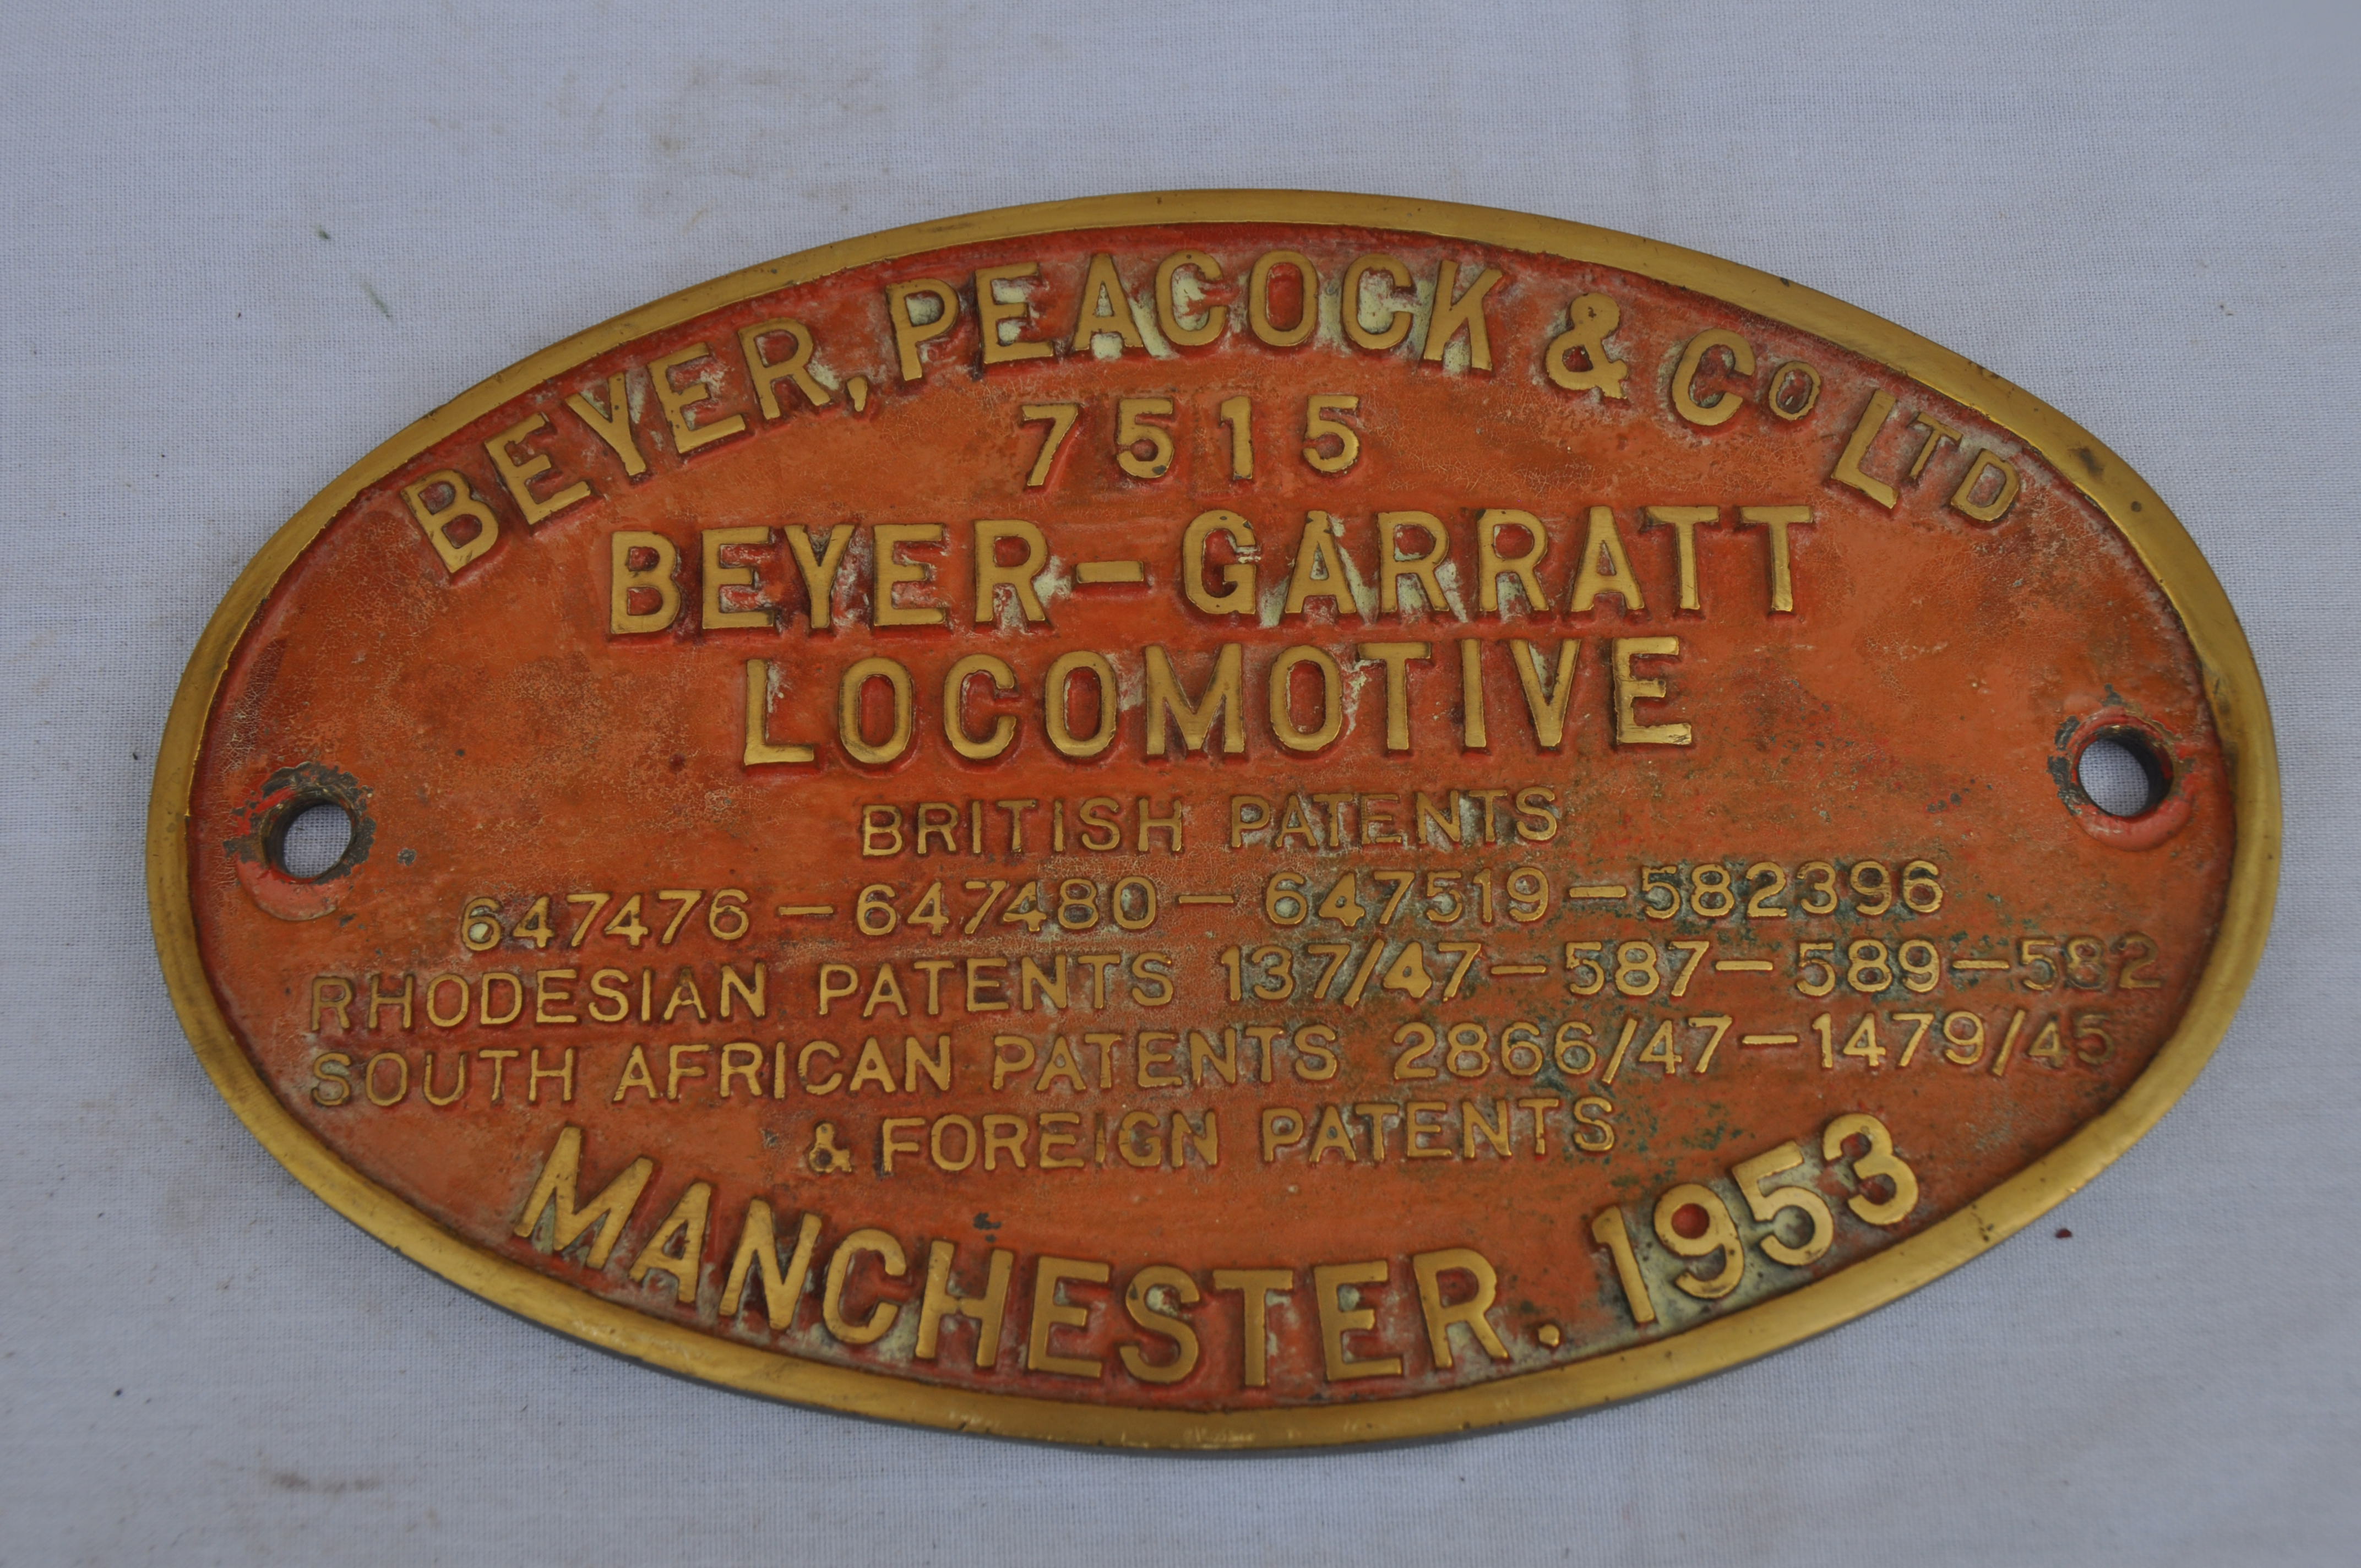 BEYER, PEACOCK & Co LTD
7515
BEYER-GARRATT
LOCOMOTIVE
BRITISH PATENTS
647476-647480-647519-582396
RHODESIAN PATENTS 137/47-587-589-582
SOUTH AFRICAN PATENTS 2866/47-1479/45
& FOREIGN PATENTS
MANCHESTER. 1953